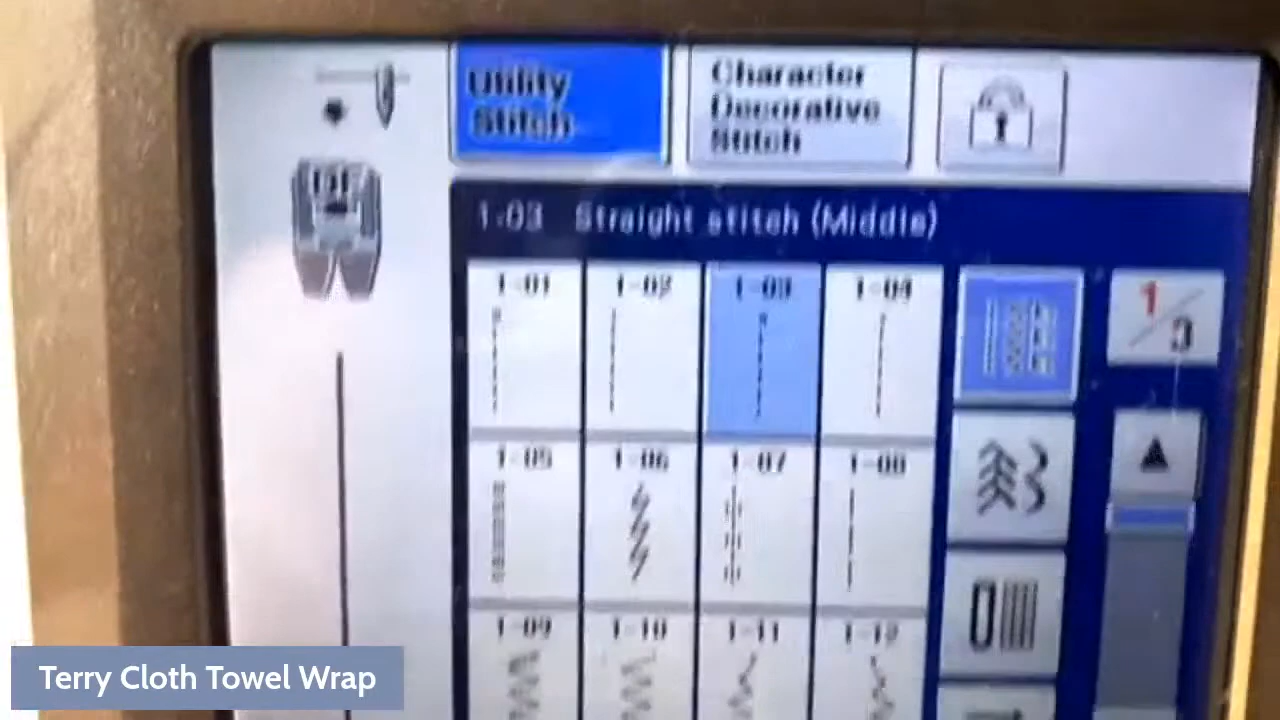 Utility
Stitch
Character
Decorative
Stitch
1-03 Straight stitch (Middle)
1-01 1-02 1-03 1-04
1/3
1-05 1-06 1-07 1-08
1-09 1-10 1-11 1-12
Terry Cloth Towel Wrap